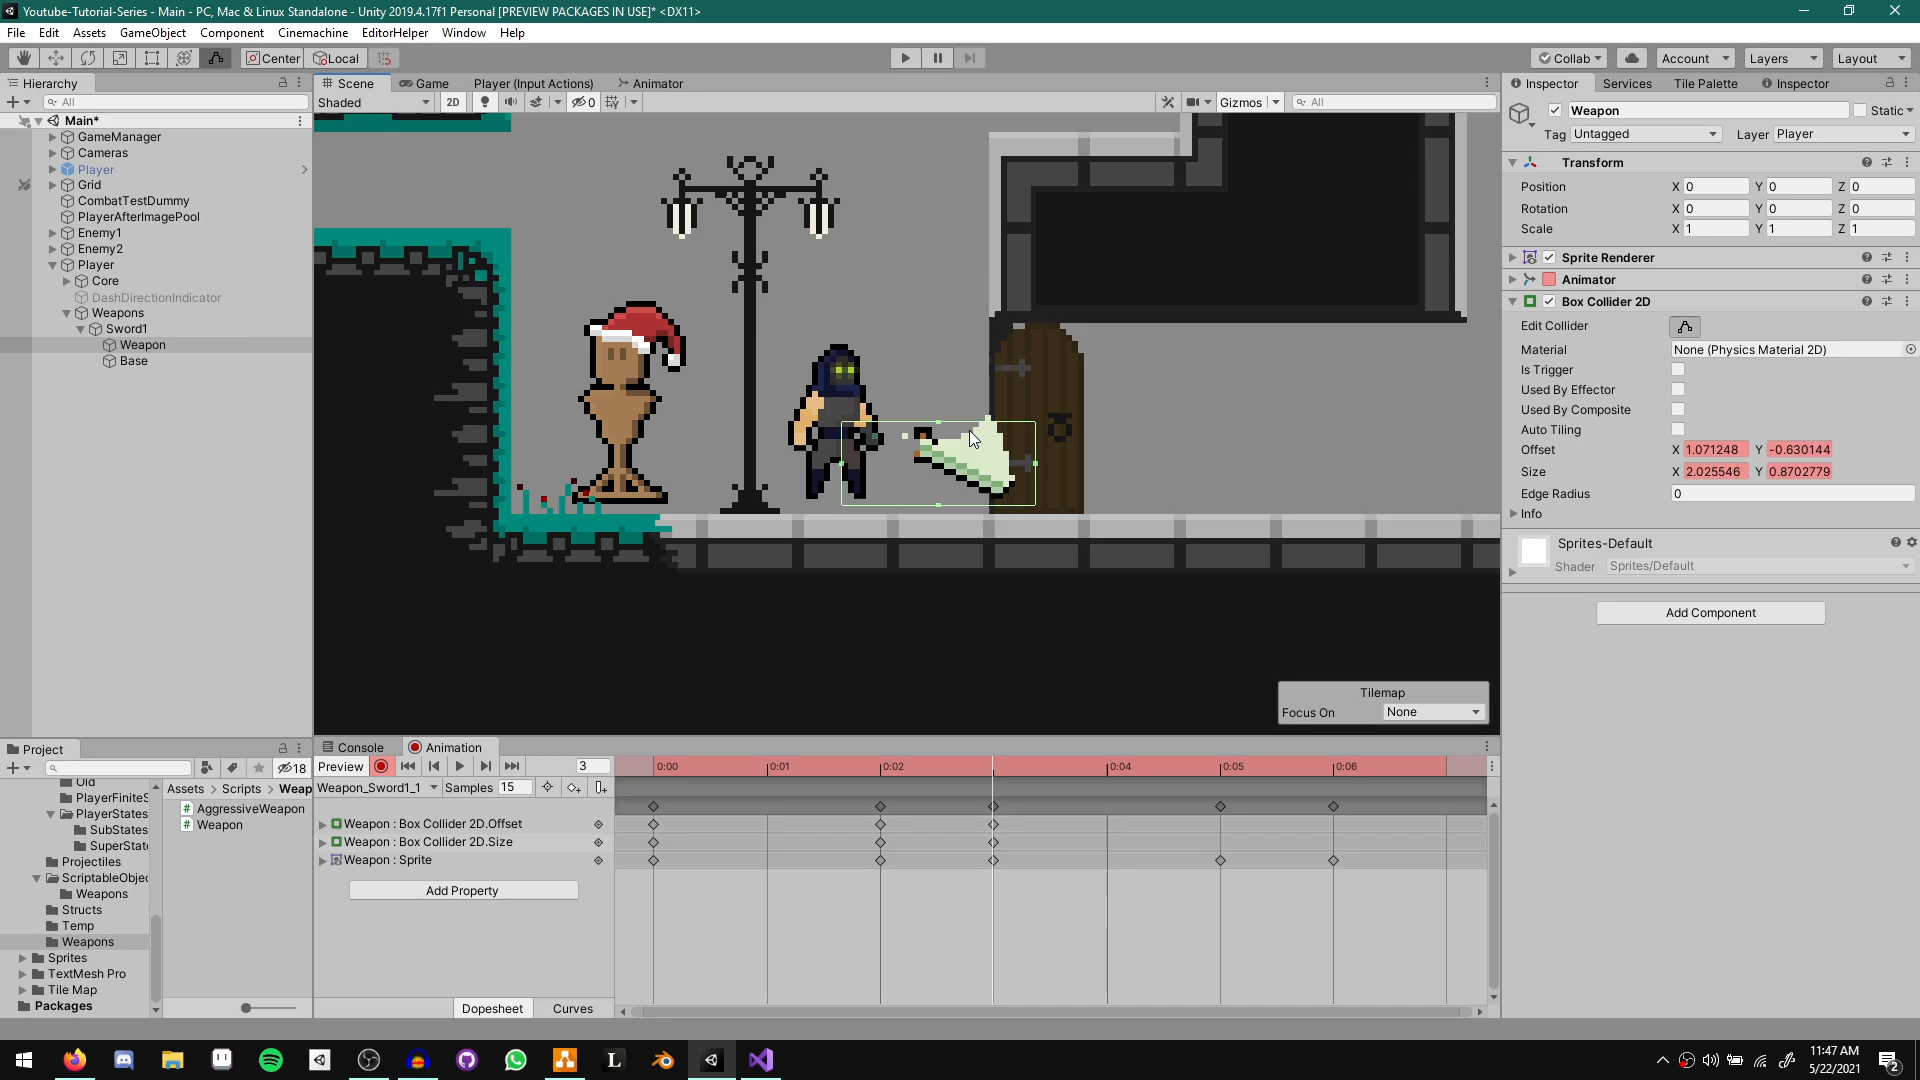 Youtube-Tutorial-Series - Main - PC, Mac & Linux Standalone - Unity 2019.4.17f1 Personal [PREVIEW PACKAGES IN USE]* <DX11>
File Edit Assets GameObject Component Cinemachine EditorHelper Window Help
Center Local Collab Account Layers Layout
Hierarchy Scene Game Player (Input Actions) Animator Inspector Services Tile Palette Inspector
All Shaded 2D 0 Gizmos All
Main*
GameManager
Cameras
Player
Grid
CombatTestDummy
PlayerAfterImagePool
Enemy1
Enemy2
Player
Core
DashDirectionIndicator
Weapons
Sword1
Weapon
Base
Tilemap
Focus On None
Weapon Static
Tag Untagged Layer Player
Transform
Position X 0 Y 0 Z 0
Rotation X 0 Y 0 Z 0
Scale X 1 Y 1 Z 1
Sprite Renderer
Animator
Box Collider 2D
Edit Collider
Material None (Physics Material 2D)
Is Trigger
Used By Effector
Used By Composite
Auto Tiling
Offset X 1.071248 Y -0.630144
Size X 2.025546 Y 0.8702779
Edge Radius 0
Info
Sprites-Default
Shader Sprites/Default
Add Component
Project
18
Old
PlayerFiniteS
PlayerStates
SubStates
SuperState
Projectiles
ScriptableObjec
Weapons
Structs
Temp
Weapons
Sprites
TextMesh Pro
Tile Map
Packages
Assets > Scripts > Weap
AggressiveWeapon
Weapon
Console Animation
Preview 3 0:00 0:01 0:02 0:04 0:05 0:06
Weapon_Sword1_1 Samples 15
Weapon : Box Collider 2D.Offset
Weapon : Box Collider 2D.Size
Weapon : Sprite
Add Property
Dopesheet Curves
L
11:47 AM
5/22/2021
2